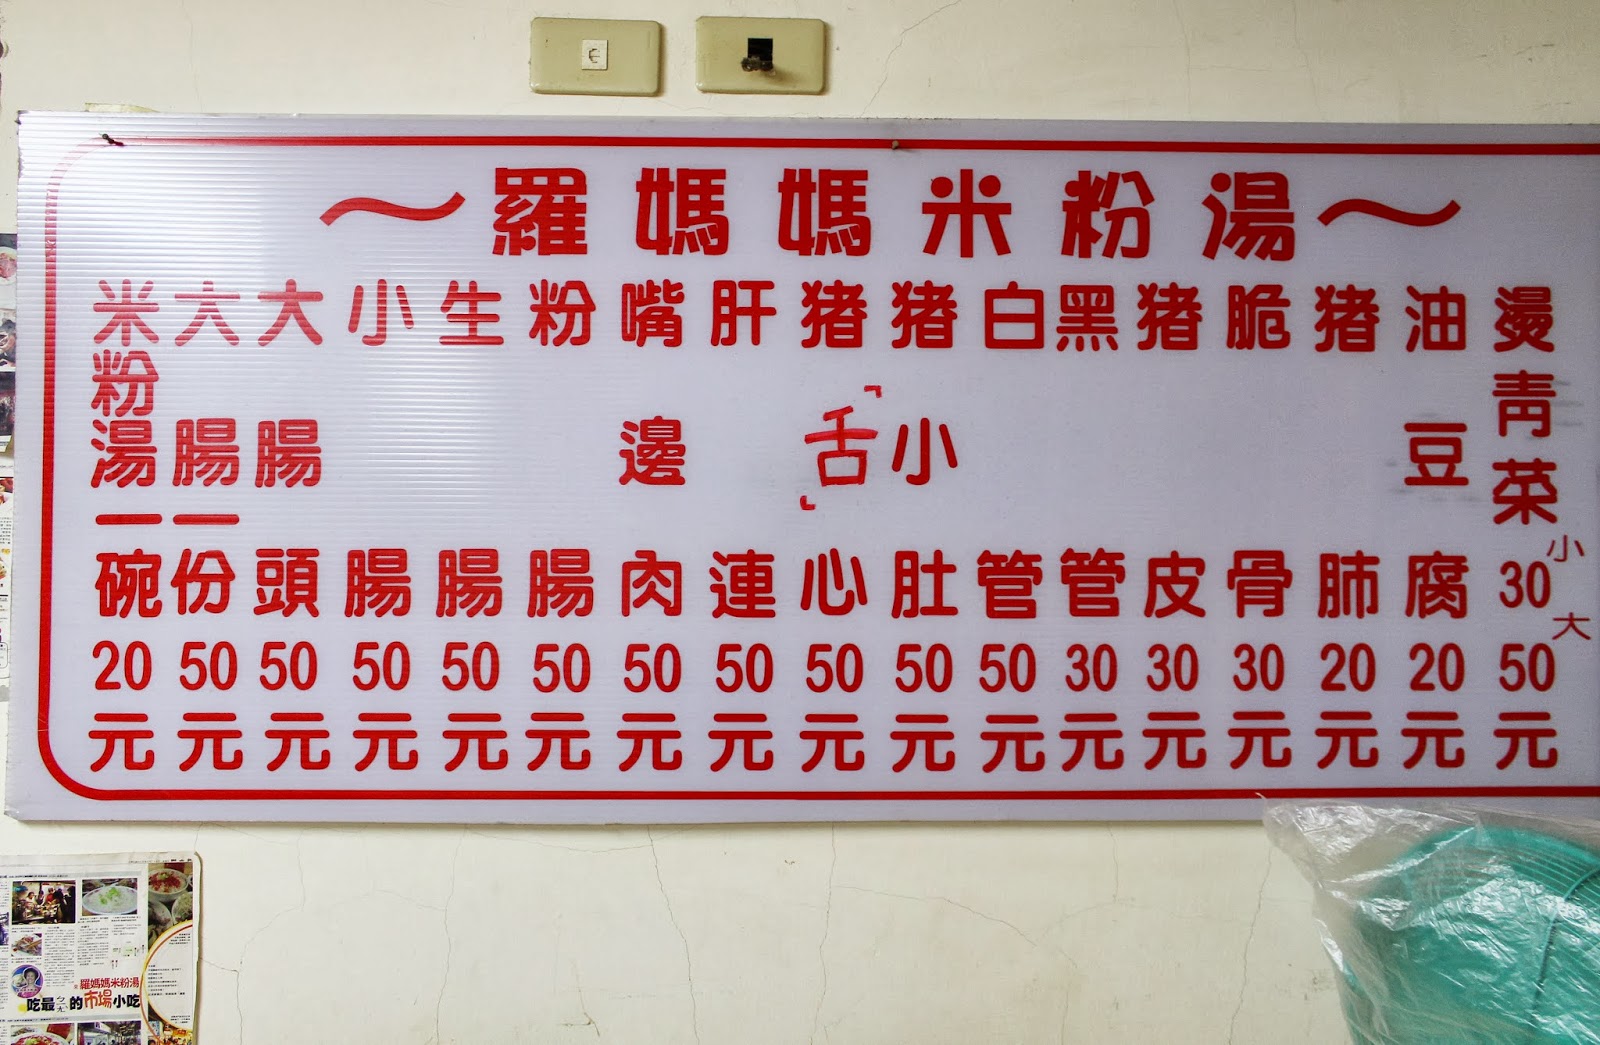 ～羅媽媽米粉湯～
米粉湯一碗20元
大腸一份50元
大腸頭50元
小腸50元
生腸50元
粉腸50元
嘴邊肉50元
肝連50元
猪「舌」心50元
猪小肚50元
白管50元
黑管30元
猪皮30元
脆骨30元
猪肺20元
油豆腐20元
燙青菜 小30 大50元
羅媽媽米粉湯
吃最ㄅㄧㄤ的市場小吃